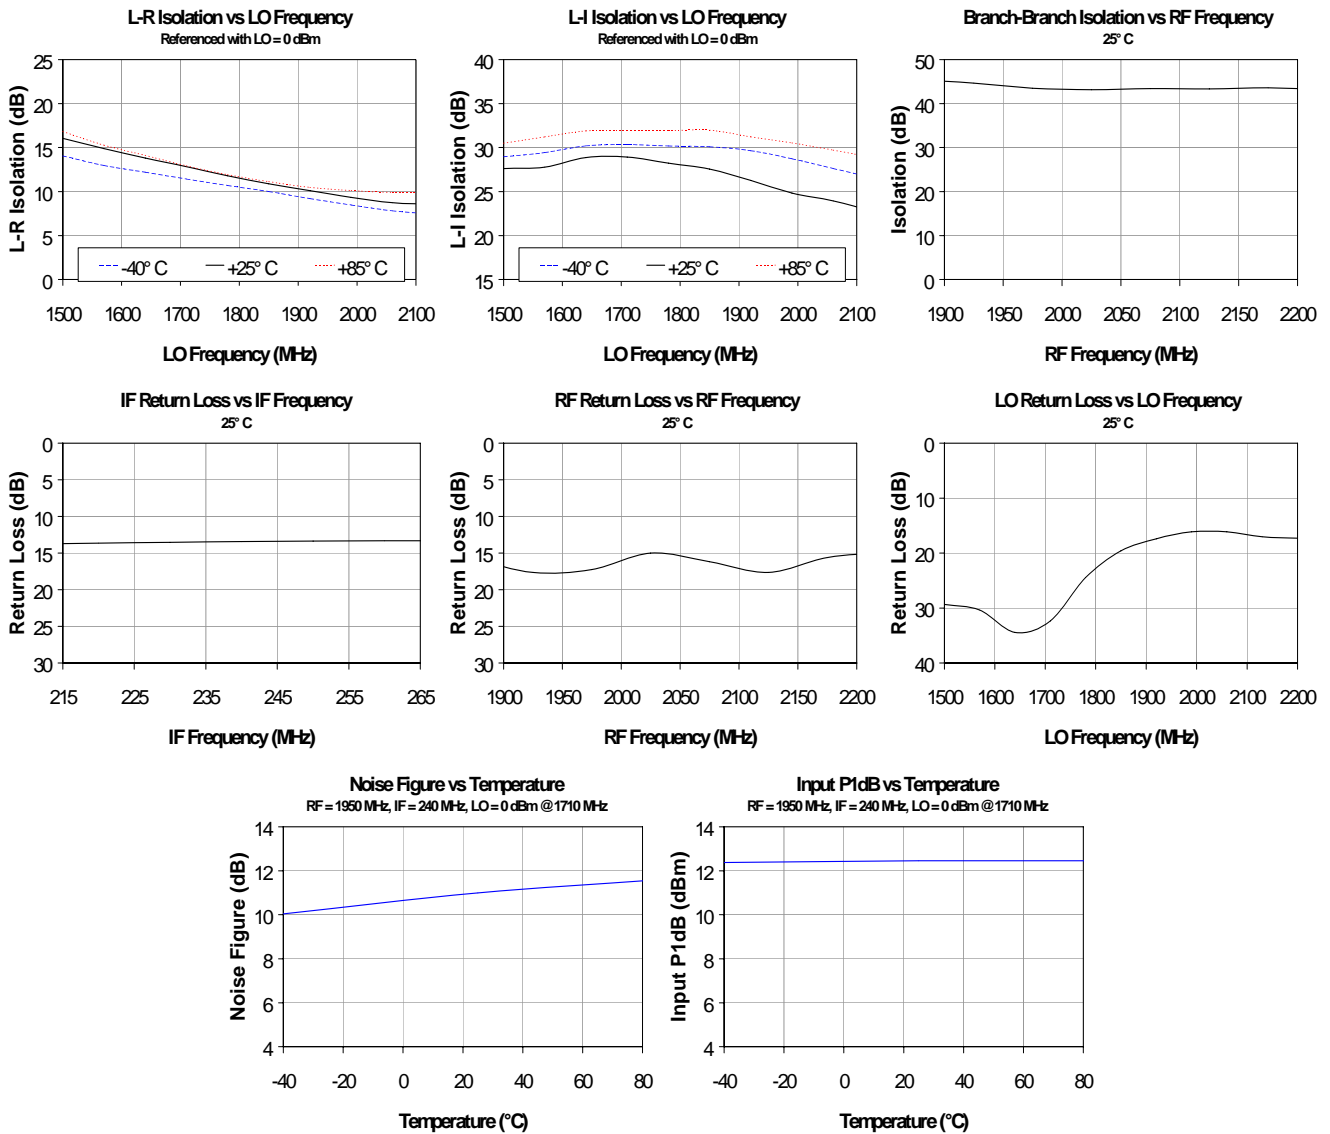 L-R Isolation vs LO Frequency
Referenced with LO = 0 dBm
L-R Isolation (dB)
25
20
15
10
5
0
-40° C
+25° C
+85° C
1500 1600 1700 1800 1900 2000 2100
LO Frequency (MHz)
L-I Isolation vs LO Frequency
Referenced with LO = 0 dBm
L-I Isolation (dB)
40
35
30
25
20
15
-40° C
+25° C
+85° C
1500 1600 1700 1800 1900 2000 2100
LO Frequency (MHz)
Branch-Branch Isolation vs RF Frequency
25° C
Isolation (dB)
50
40
30
20
10
0
1900 1950 2000 2050 2100 2150 2200
RF Frequency (MHz)
IF Return Loss vs IF Frequency
25° C
Return Loss (dB)
0
5
10
15
20
25
30
215 225 235 245 255 265
IF Frequency (MHz)
RF Return Loss vs RF Frequency
25° C
Return Loss (dB)
0
5
10
15
20
25
30
1900 1950 2000 2050 2100 2150 2200
RF Frequency (MHz)
LO Return Loss vs LO Frequency
25° C
Return Loss (dB)
0
10
20
30
40
1500 1600 1700 1800 1900 2000 2100 2200
LO Frequency (MHz)
Noise Figure vs Temperature
RF = 1950 MHz, IF = 240 MHz, LO = 0 dBm @ 1710 MHz
Noise Figure (dB)
14
12
10
8
6
4
-40 -20 0 20 40 60 80
Temperature (°C)
Input P1dB vs Temperature
RF = 1950 MHz, IF = 240 MHz, LO = 0 dBm @ 1710 MHz
Input P1dB (dBm)
14
12
10
8
6
4
-40 -20 0 20 40 60 80
Temperature (°C)